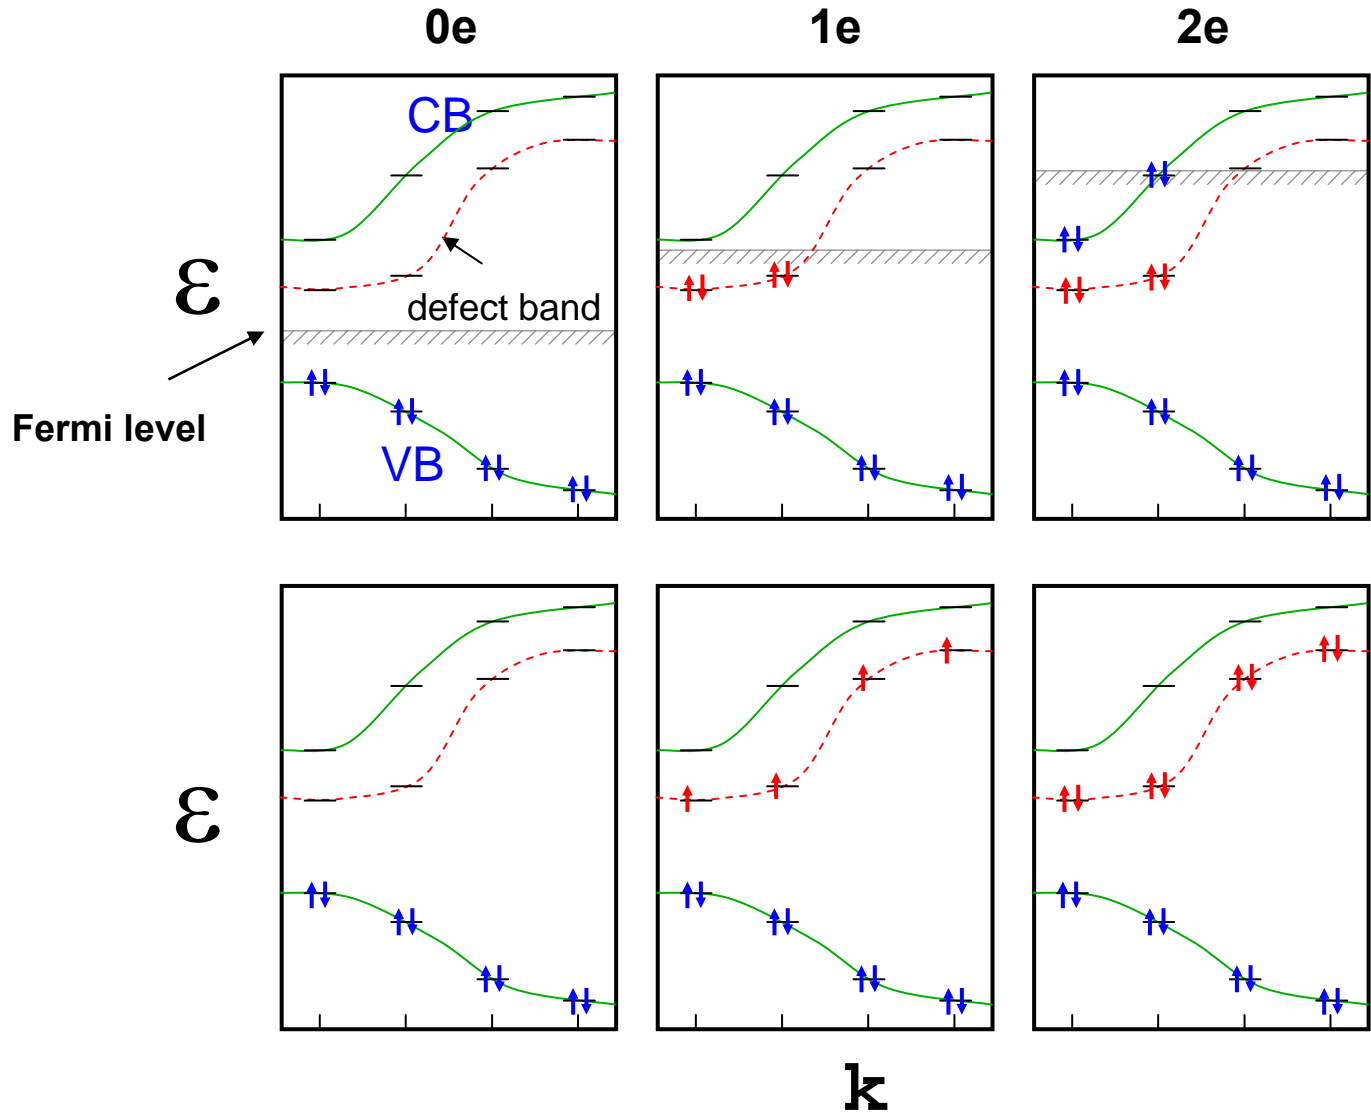 0e 1e 2e
CB
ε
defect band
Fermi level
VB
ε
k